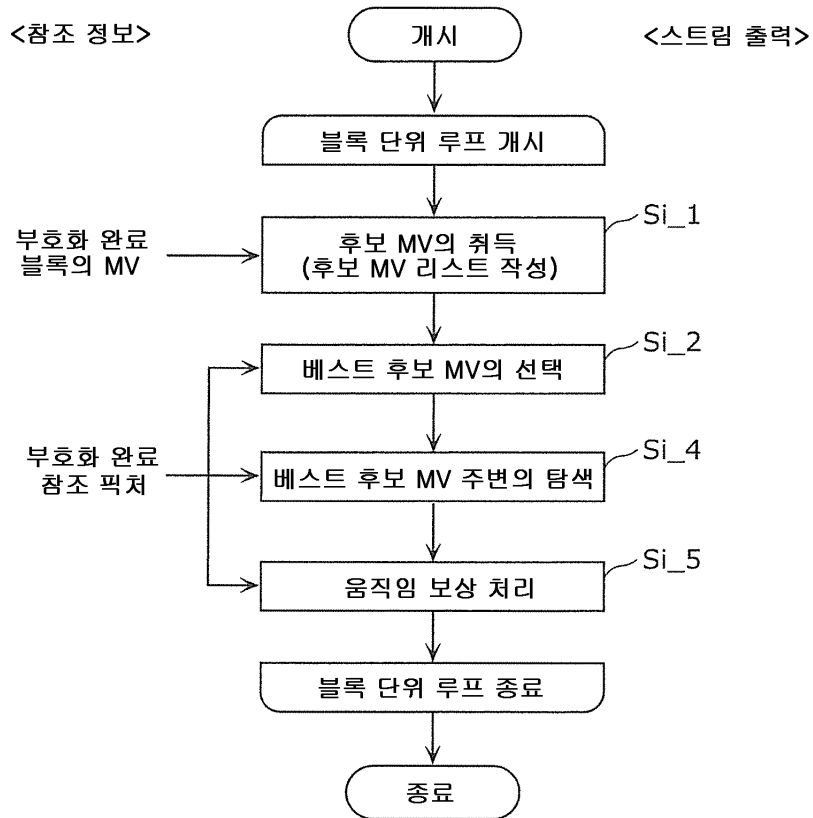 <참조 정보>
개시
<스트림 출력>
블록 단위 루프 개시
Si_1
부호화 완료
블록의 MV
후보 MV의 취득
(후보 MV 리스트 작성)
Si_2
베스트 후보 MV의 선택
부호화 완료
참조 픽처
Si_4
베스트 후보 MV 주변의 탐색
Si_5
움직임 보상 처리
블록 단위 루프 종료
종료